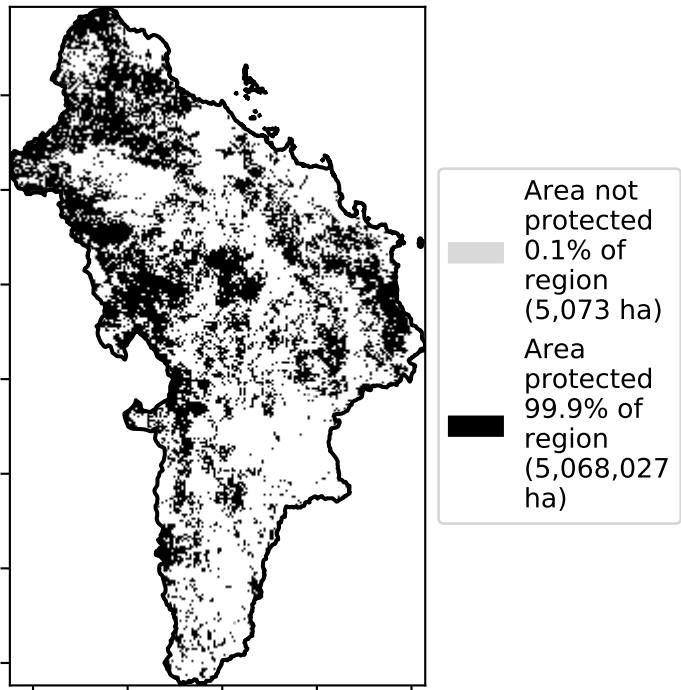 Area not
protected
0.1% of
region
(5,073 ha)
Area
protected
99.9% of
region
(5,068,027
ha)